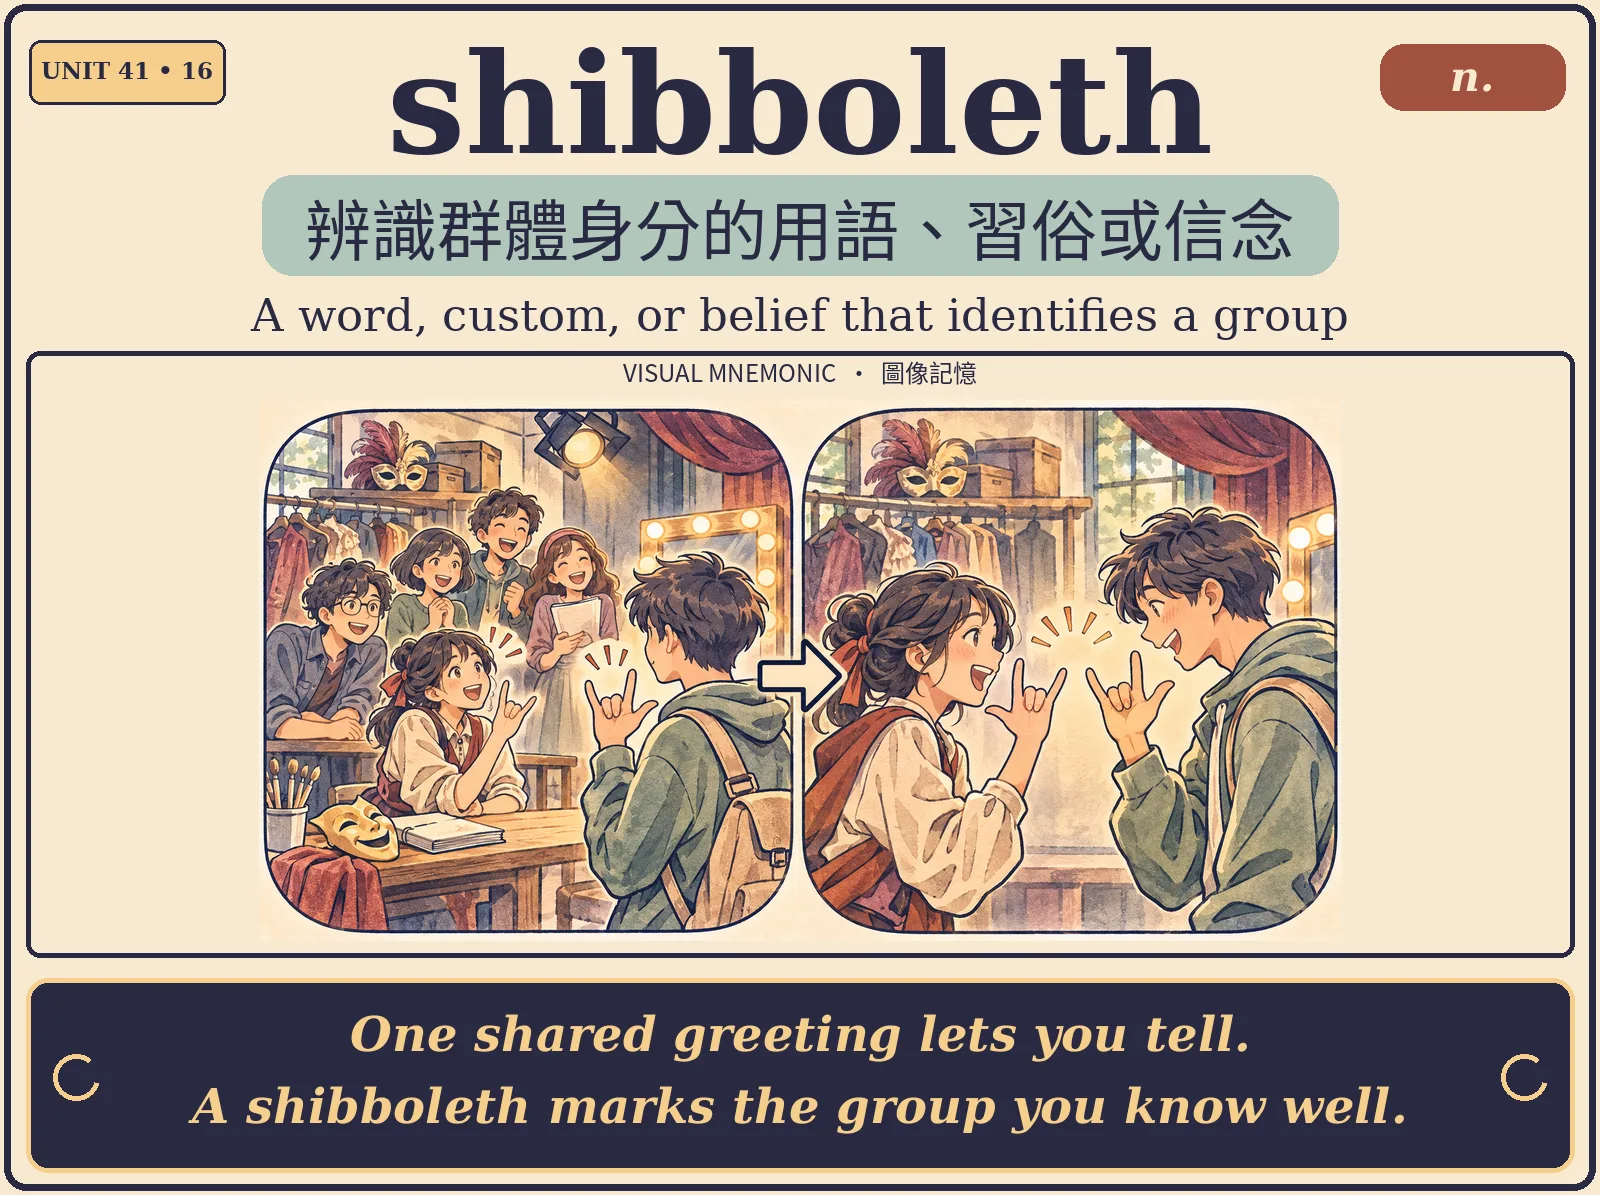 UNIT 41 • 16
shibboleth
n.
辨識群體身分的用語、習俗或信念
A word, custom, or belief that identifies a group
VISUAL MNEMONIC • 圖像記憶
One shared greeting lets you tell.
A shibboleth marks the group you know well.